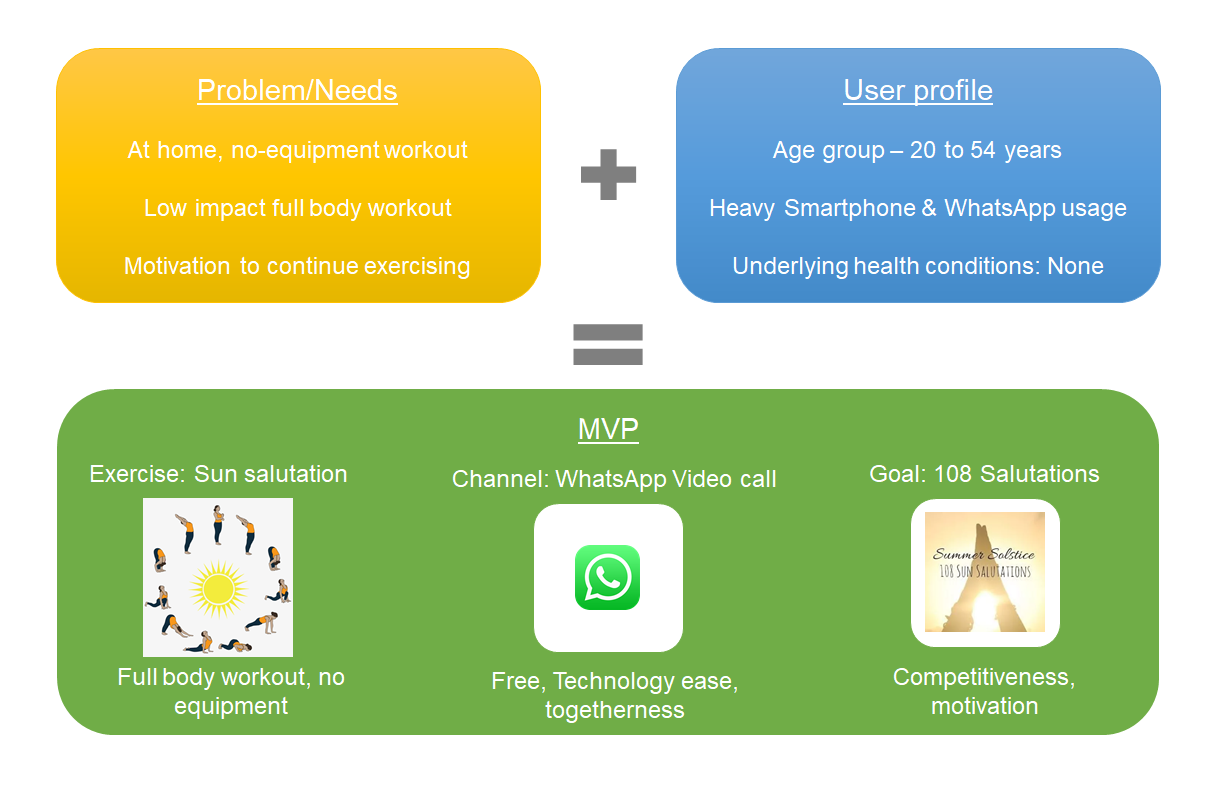 Problem/Needs
At home, no-equipment workout
Low impact full body workout
Motivation to continue exercising
User profile
Age group – 20 to 54 years
Heavy Smartphone & WhatsApp usage
Underlying health conditions: None
MVP
Exercise: Sun salutation
Full body workout, no
equipment
Channel: WhatsApp Video call
Free, Technology ease,
togetherness
Goal: 108 Salutations
Summer Solstice
108 SUN SALUTATIONS
Competitiveness,
motivation